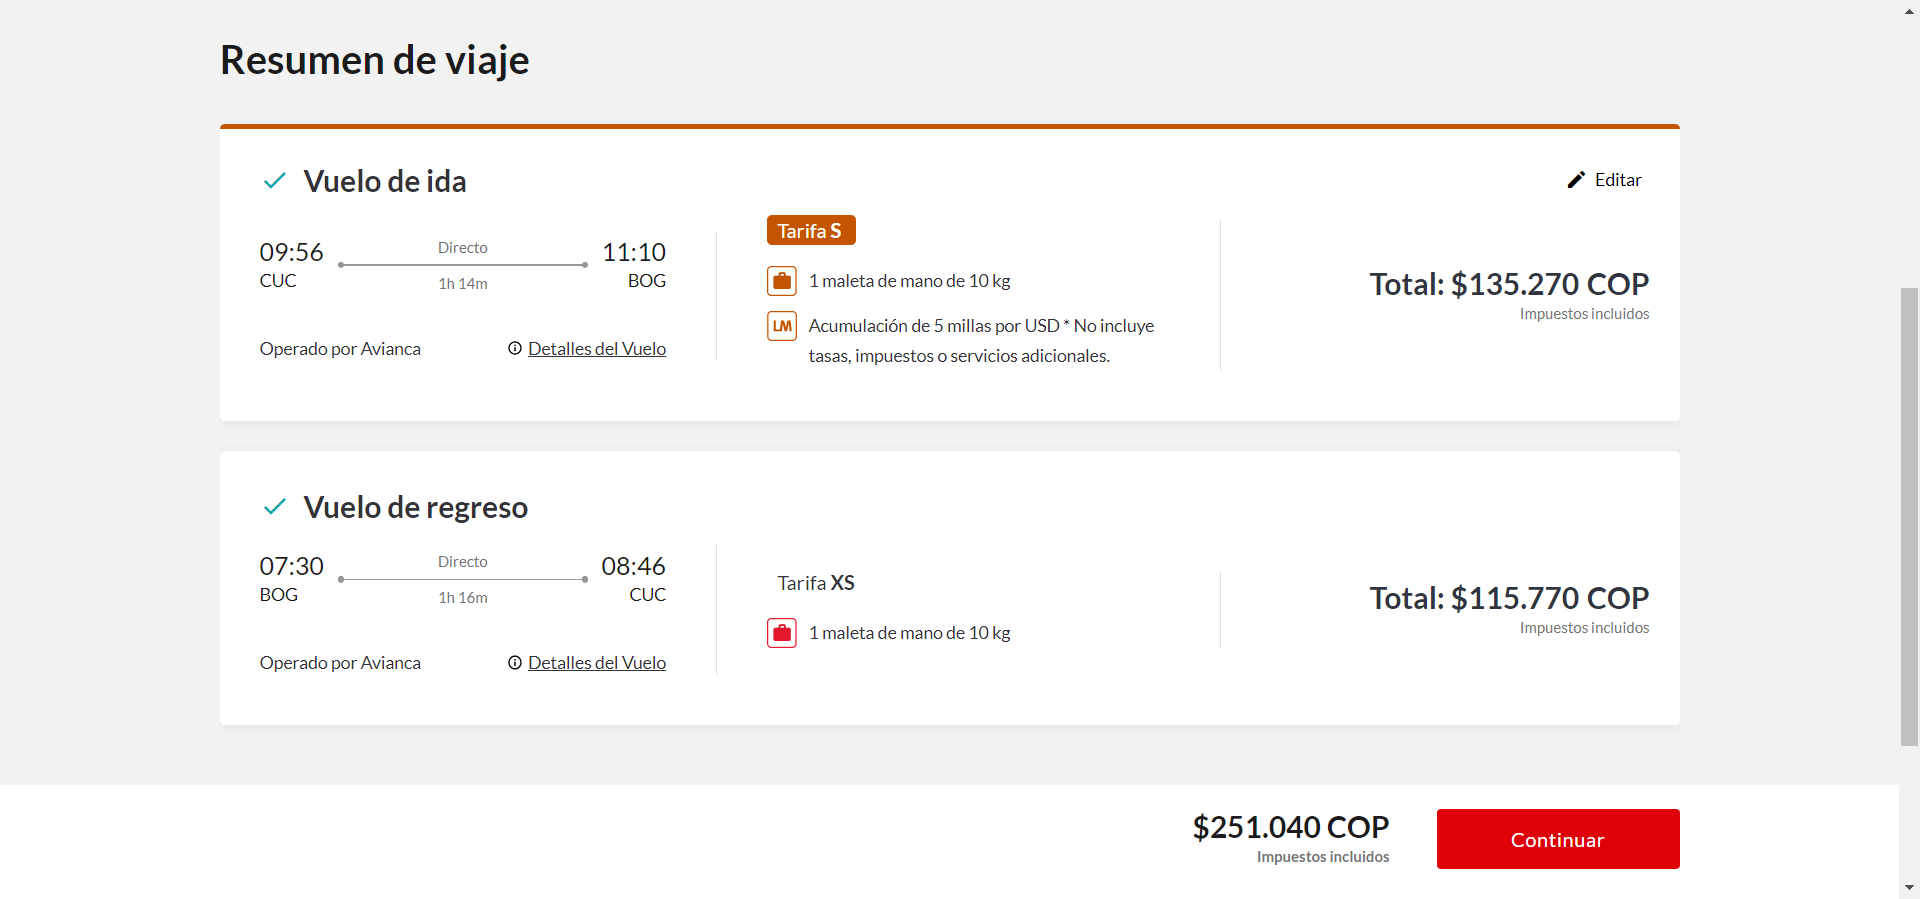 Resumen de viaje
Vuelo de ida
Editar
09:56
Directo
11:10
CUC
1h 14m
BOG
Operado por Avianca
Detalles del Vuelo
Tarifa S
1 maleta de mano de 10 kg
LM
Acumulación de 5 millas por USD * No incluye
tasas, impuestos o servicios adicionales.
Total: $135.270 COP
Impuestos incluidos
Vuelo de regreso
07:30
Directo
08:46
BOG
1h 16m
CUC
Operado por Avianca
Detalles del Vuelo
Tarifa XS
1 maleta de mano de 10 kg
Total: $115.770 COP
Impuestos incluidos
$251.040 COP
Impuestos incluidos
Continuar